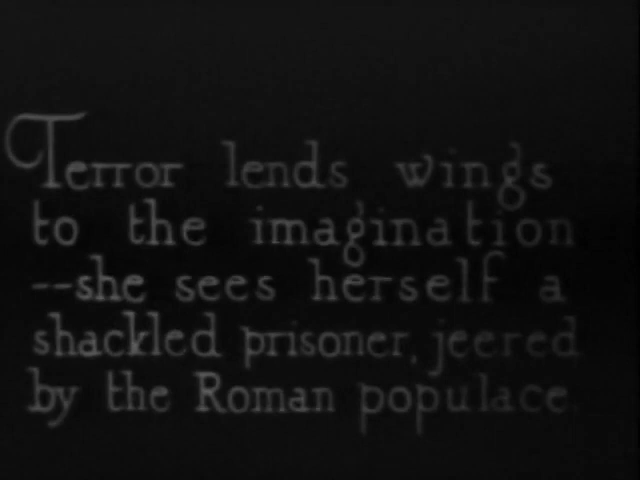 Terror lends wings
to the imagination
--she sees herself a
shackled prisoner, jeered
by the Roman populace.